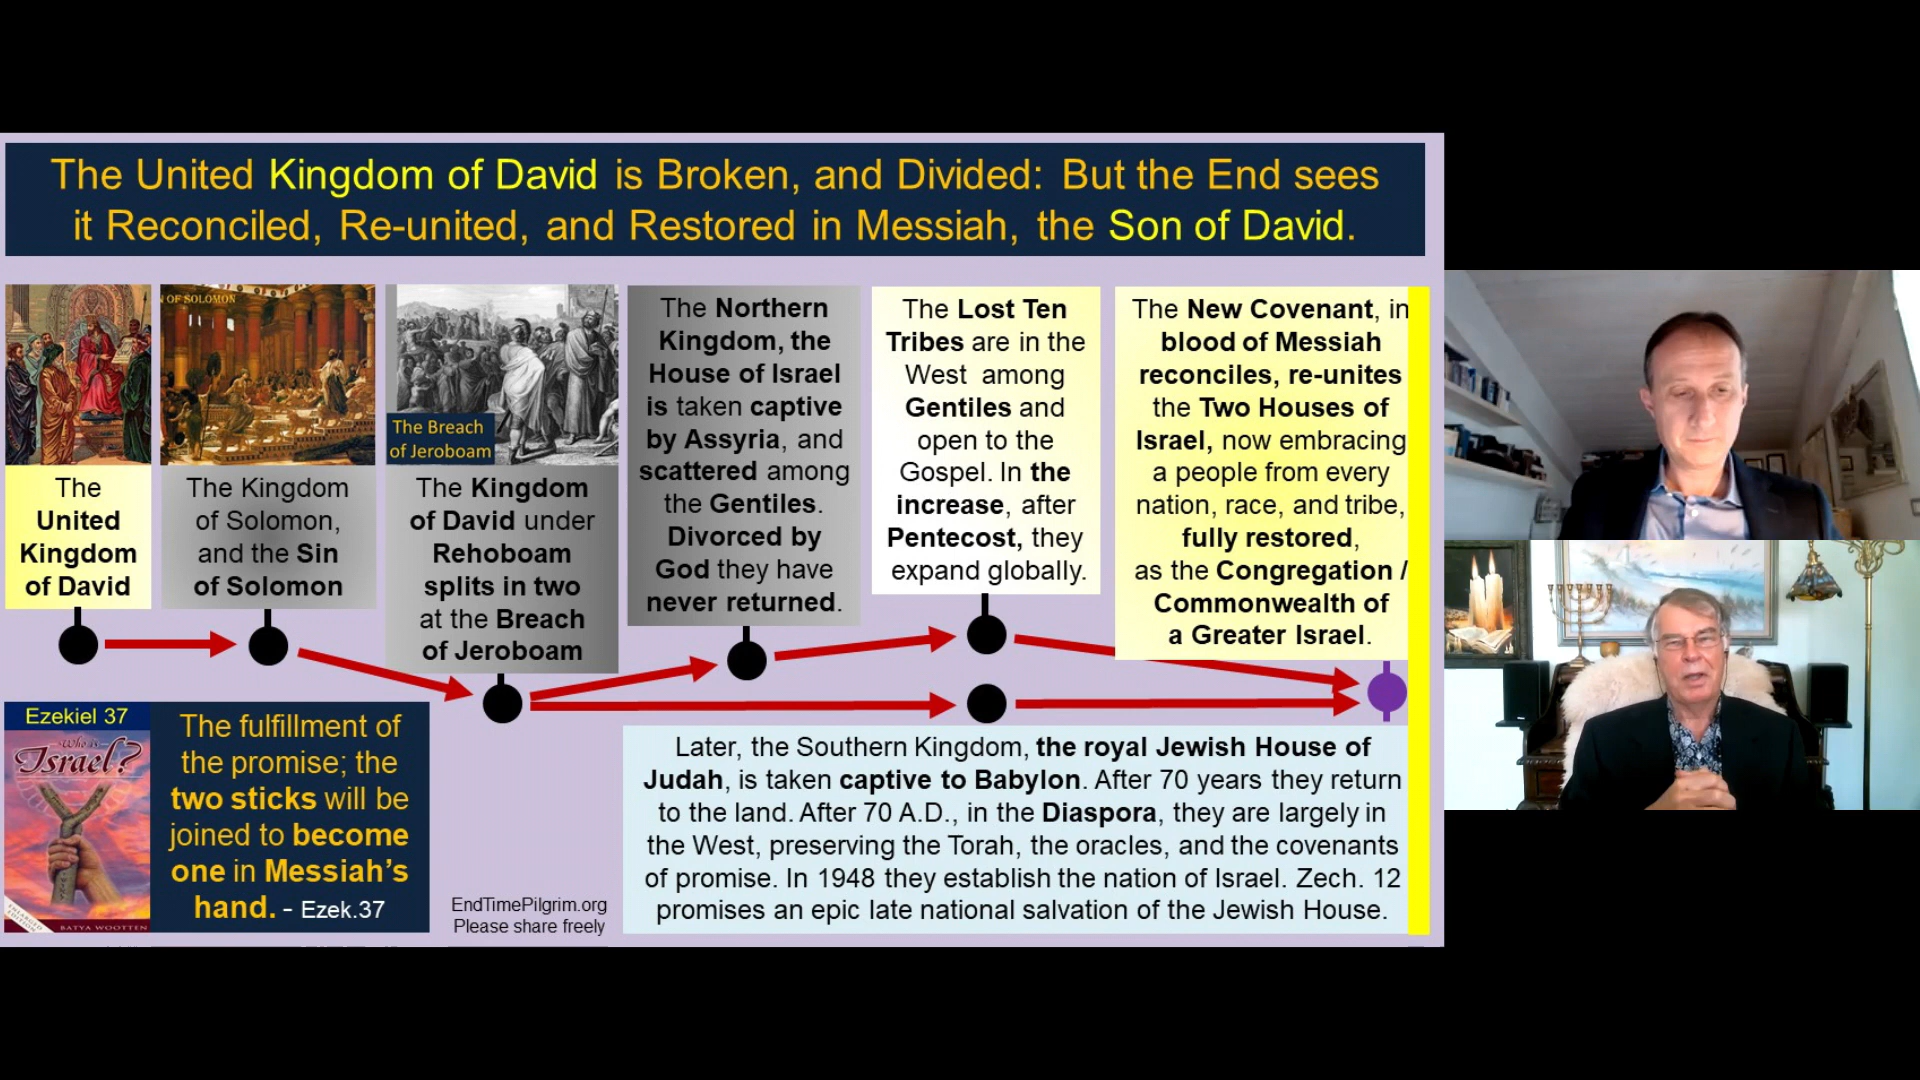 The United Kingdom of David is Broken, and Divided: But the End sees
it Reconciled, Re-united, and Restored in Messiah, the Son of David.
The
United
Kingdom
of David
N OF SOLOMON
The Kingdom
of Solomon,
and the Sin
of Solomon
The Breach
of Jeroboam
The Kingdom
of David under
Rehoboam
splits in two
at the Breach
of Jeroboam
The Northern
Kingdom, the
House of Israel
is taken captive
by Assyria, and
scattered among
the Gentiles.
Divorced by
God they have
never returned.
The Lost Ten
Tribes are in the
West among
Gentiles and
open to the
Gospel. In the
increase, after
Pentecost, they
expand globally.
The New Covenant, in
blood of Messiah
reconciles, re-unites
the Two Houses of
Israel, now embracing
a people from every
nation, race, and tribe,
fully restored,
as the Congregation /
Commonwealth of
a Greater Israel.
Ezekiel 37
Who is
Israel?
BATYA WOOTTEN
The fulfillment of
the promise; the
two sticks will be
joined to become
one in Messiah's
hand. - Ezek.37
EndTimePilgrim.org
Please share freely
Later, the Southern Kingdom, the royal Jewish House of
Judah, is taken captive to Babylon. After 70 years they return
to the land. After 70 A.D., in the Diaspora, they are largely in
the West, preserving the Torah, the oracles, and the covenants
of promise. In 1948 they establish the nation of Israel. Zech. 12
promises an epic late national salvation of the Jewish House.